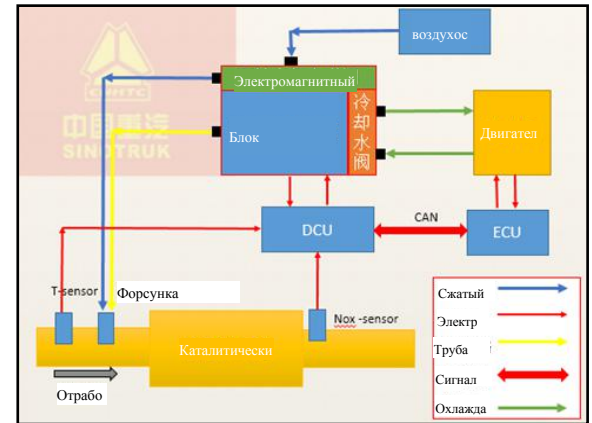 воздухос
Электромагнитный
CNHTC
中国重汽
SINOTRUK
Блок
冷却水阀
Двигател
DCU
CAN
ECU
T-sensor
Форсунка
Nox -sensor
Каталитически
Отрабо
Сжатый
Электр
Труба
Сигнал
Охлажда